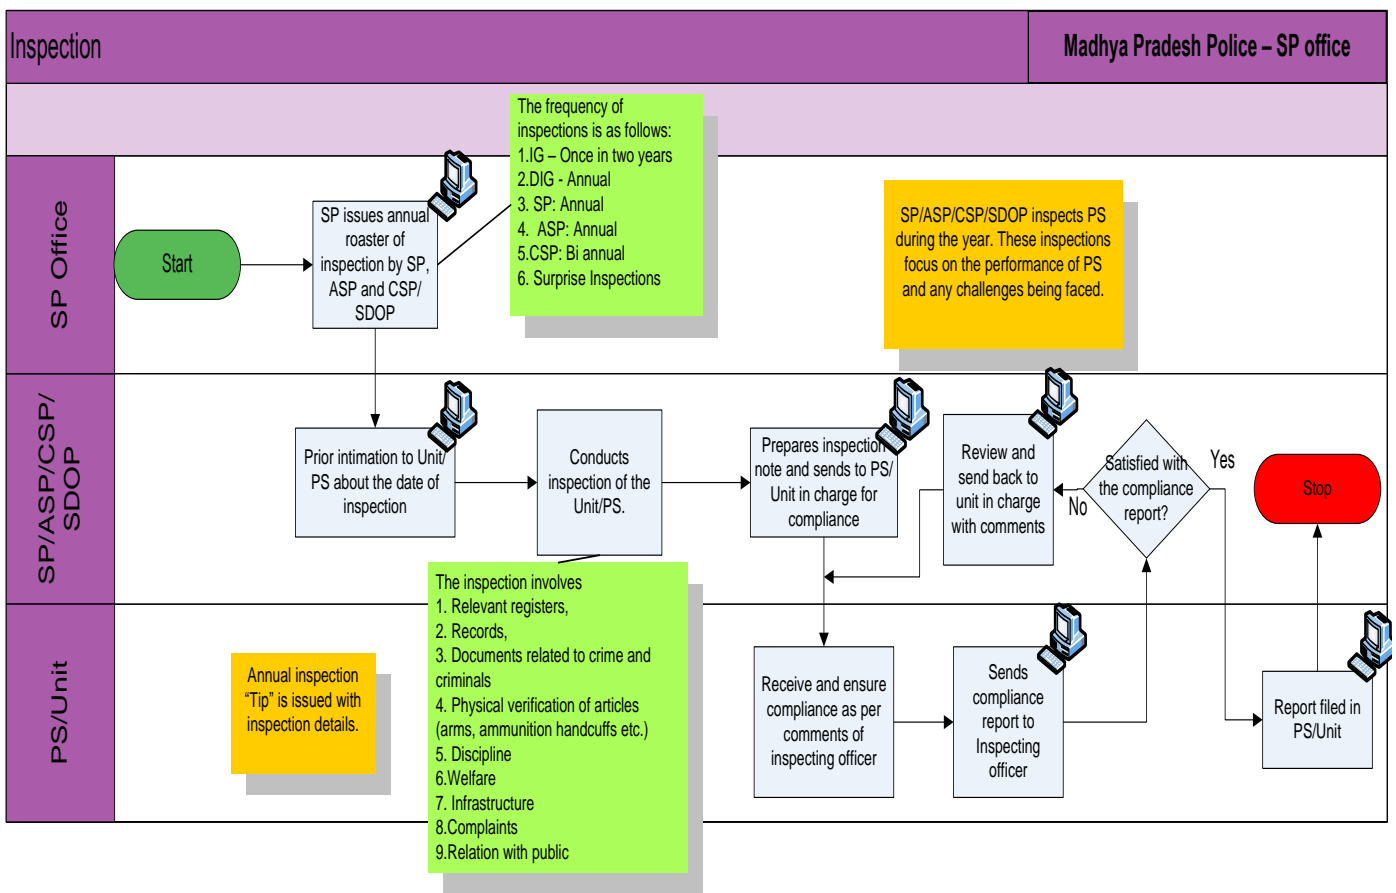 Inspection
Madhya Pradesh Police – SP office
The frequency of
inspections is as follows:
1.IG – Once in two years
2.DIG - Annual
3. SP: Annual
4. ASP: Annual
5.CSP: Bi annual
6. Surprise Inspections
SP Office
Start
SP issues annual
roaster of
inspection by SP,
ASP and CSP/
SDOP
SP/ASP/CSP/SDOP inspects PS
during the year. These inspections
focus on the performance of PS
and any challenges being faced.
SP/ASP/CSP/
SDOP
Prior intimation to Unit/
PS about the date of
inspection
Conducts
inspection of the
Unit/PS.
Prepares inspection
note and sends to PS/
Unit in charge for
compliance
Review and
send back to
unit in charge
with comments
Satisfied with
the compliance
report?
Yes
No
Stop
PS/Unit
Annual inspection
“Tip” is issued with
inspection details.
The inspection involves
1. Relevant registers,
2. Records,
3. Documents related to crime and
criminals
4. Physical verification of articles
(arms, ammunition handcuffs etc.)
5. Discipline
6.Welfare
7. Infrastructure
8.Complaints
9.Relation with public
Receive and ensure
compliance as per
comments of
inspecting officer
Sends
compliance
report to
Inspecting
officer
Report filed in
PS/Unit